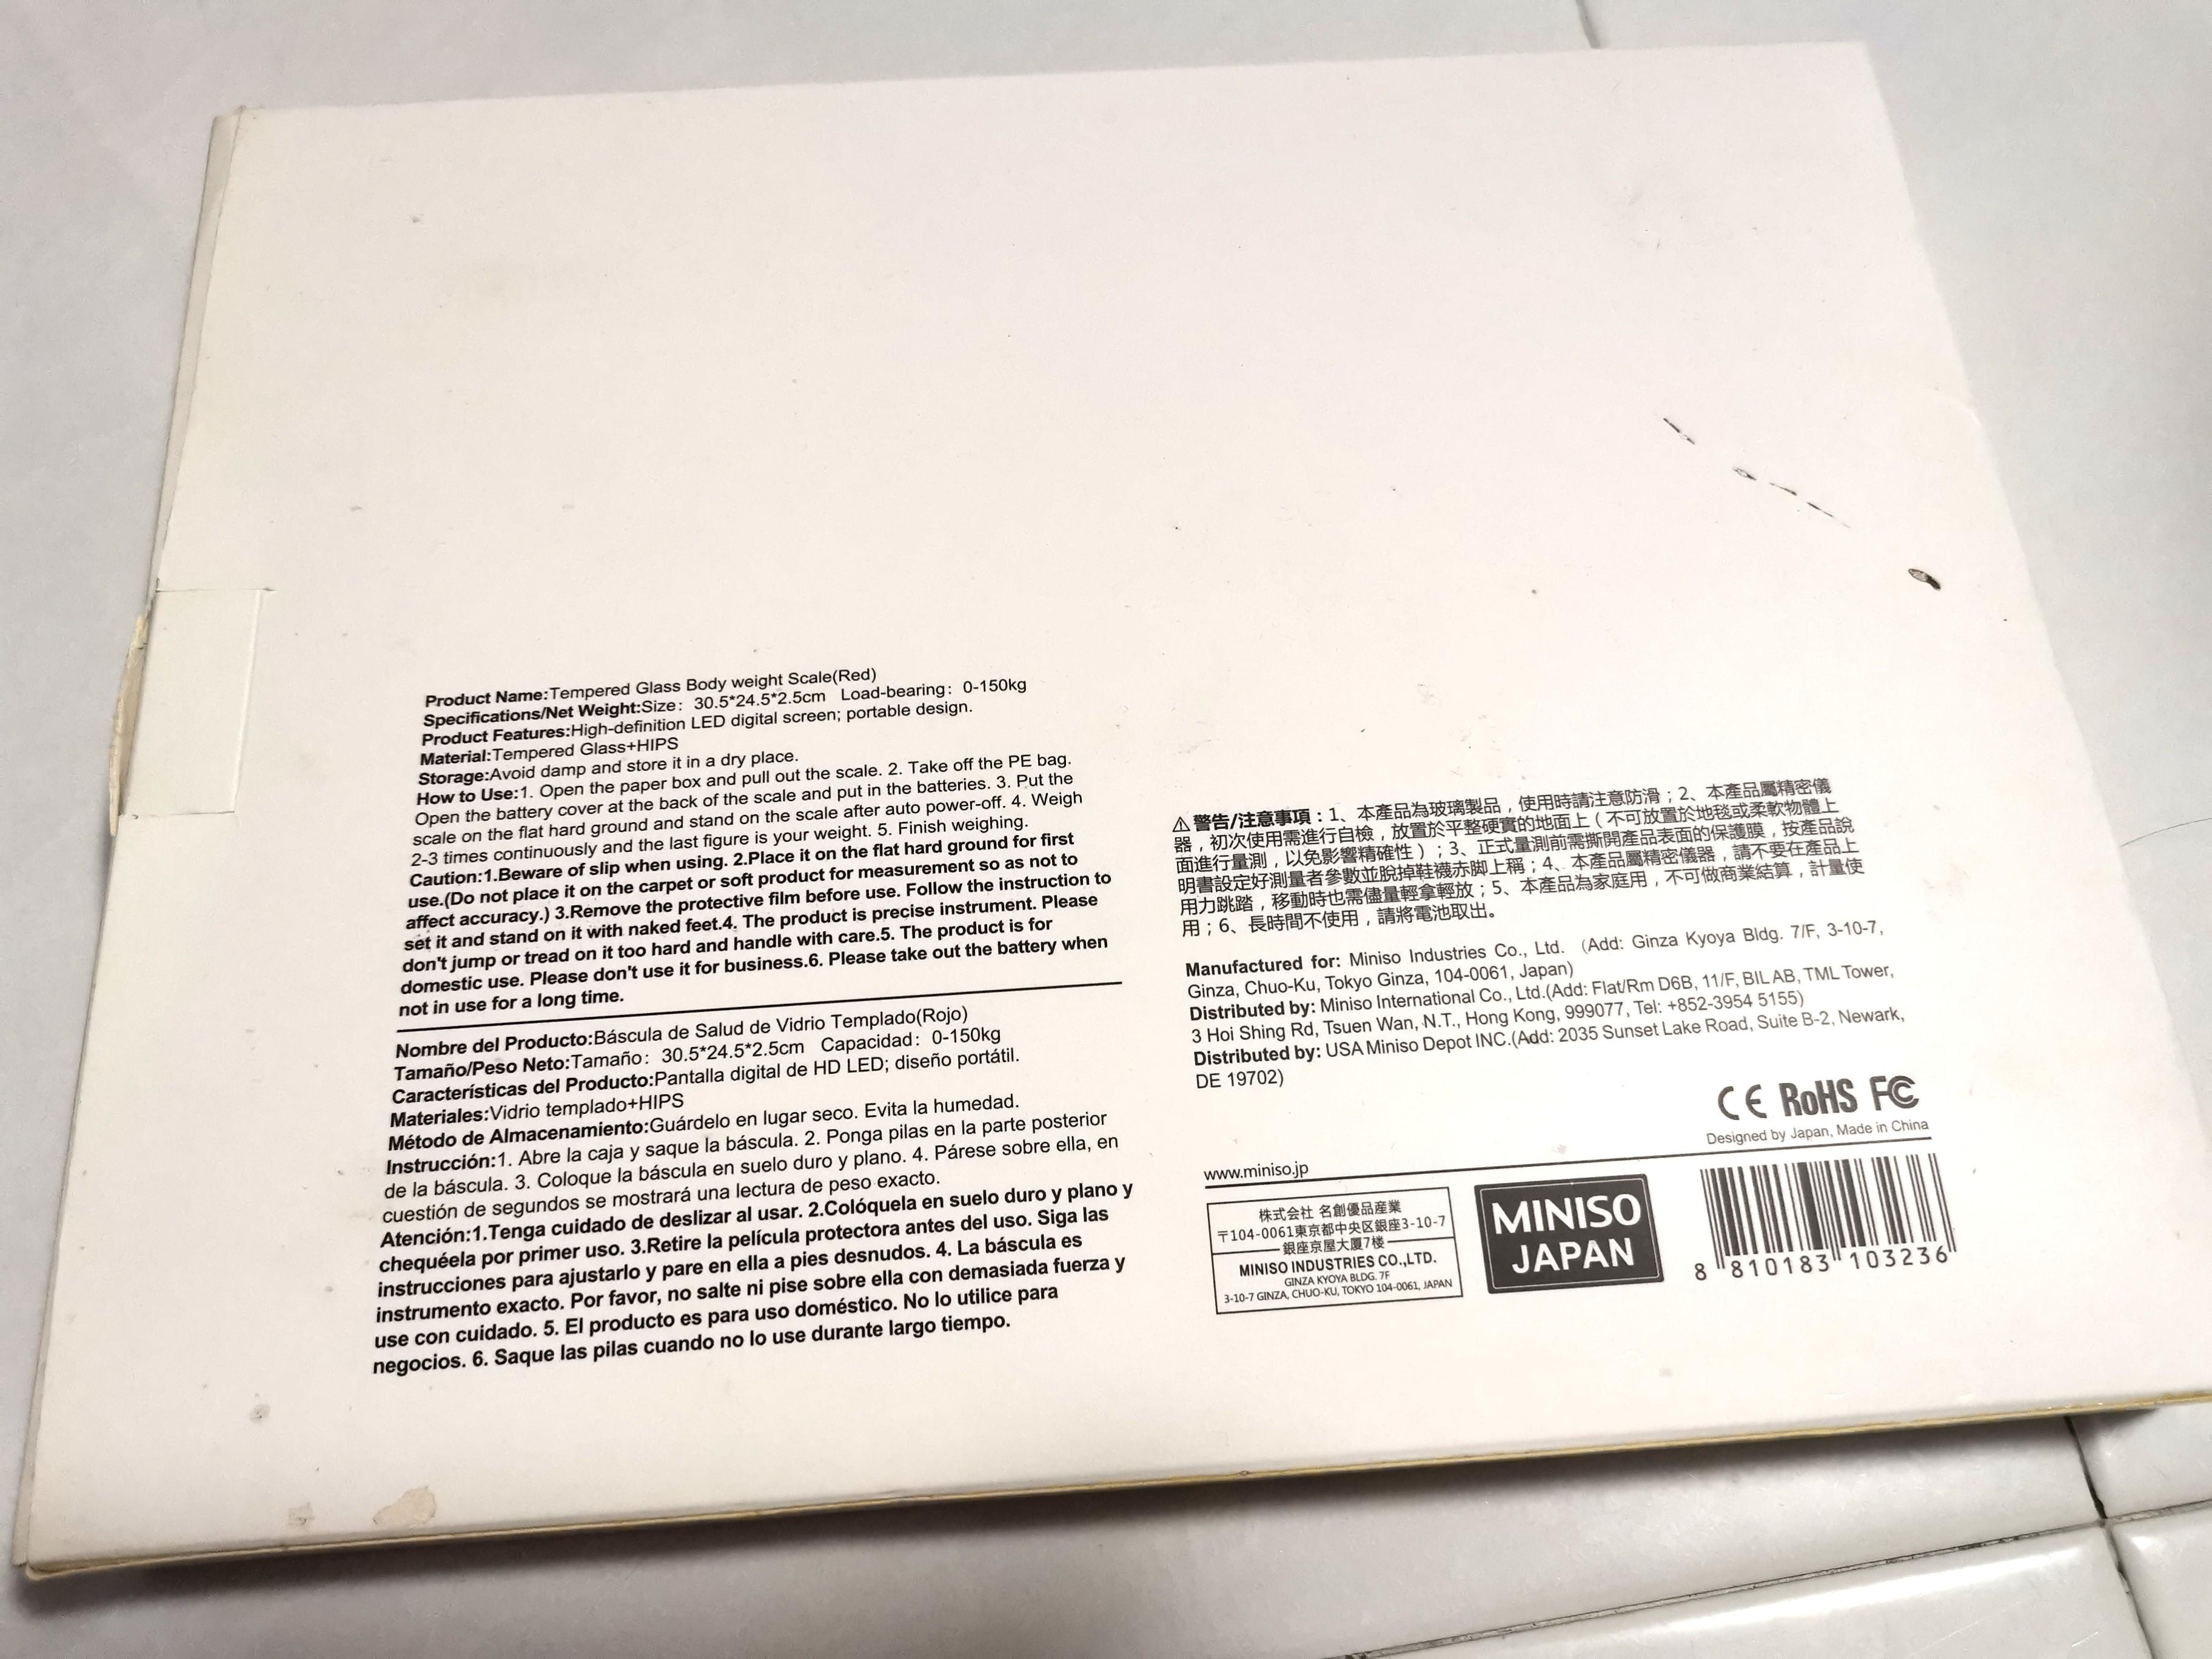 Product Name:Tempered Glass Body weight Scale(Red)
Specifications/Net Weight:Size: 30.5*24.5*2.5cm Load-bearing: 0-150kg
Product Features:High-definition LED digital screen; portable design.
Material:Tempered Glass+HIPS
Storage:Avoid damp and store it in a dry place.
How to Use:1. Open the paper box and pull out the scale. 2. Take off the PE bag.
Open the battery cover at the back of the scale and put in the batteries. 3. Put the
scale on the flat hard ground and stand on the scale after auto power-off. 4. Weigh
2-3 times continuously and the last figure is your weight. 5. Finish weighing.
Caution:1.Beware of slip when using. 2.Place it on the flat hard ground for first
use.(Do not place it on the carpet or soft product for measurement so as not to
affect accuracy.) 3.Remove the protective film before use. Follow the instruction to
set it and stand on it with naked feet.4. The product is precise instrument. Please
don't jump or tread on it too hard and handle with care.5. The product is for
domestic use. Please don't use it for business.6. Please take out the battery when
not in use for a long time.
Nombre del Producto:Báscula de Salud de Vidrio Templado(Rojo)
Tamaño/Peso Neto:Tamaño: 30.5*24.5*2.5cm Capacidad: 0-150kg
Características del Producto:Pantalla digital de HD LED; diseño portátil.
Materiales:Vidrio templado+HIPS
Método de Almacenamiento:Guárdelo en lugar seco. Evita la humedad.
Instrucción:1. Abre la caja y saque la báscula. 2. Ponga pilas en la parte posterior
de la báscula. 3. Coloque la báscula en suelo duro y plano. 4. Párese sobre ella, en
cuestión de segundos se mostrará una lectura de peso exacto.
Atención:1.Tenga cuidado de deslizar al usar. 2.Colóquela en suelo duro y plano y
chequéela por primer uso. 3.Retire la película protectora antes del uso. Siga las
instrucciones para ajustarlo y pare en ella a pies desnudos. 4. La báscula es
instrumento exacto. Por favor, no salte ni pise sobre ella con demasiada fuerza y
use con cuidado. 5. El producto es para uso doméstico. No lo utilice para
negocios. 6. Saque las pilas cuando no lo use durante largo tiempo.
⚠警告/注意事項：1、本產品為玻璃製品，使用時請注意防滑；2、本產品屬精密儀
器，初次使用需進行自檢，放置於平整硬實的地面上（不可放置於地毯或柔軟物體上
面進行量測，以免影響精確性）；3、正式量測前需撕開產品表面的保護膜，按產品說
明書設定好測量者參數並脫掉鞋襪赤腳上稱；4、本產品屬精密儀器，請不要在產品上
用力跳踏，移動時也需儘量輕拿輕放；5、本產品為家庭用，不可做商業結算，計量使
用；6、長時間不使用，請將電池取出。
Manufactured for: Miniso Industries Co., Ltd. (Add: Ginza Kyoya Bldg. 7/F, 3-10-7,
Ginza, Chuo-Ku, Tokyo Ginza, 104-0061, Japan)
Distributed by: Miniso International Co., Ltd.(Add: Flat/Rm D6B, 11/F, BIL AB, TML Tower,
3 Hoi Shing Rd, Tsuen Wan, N.T., Hong Kong, 999077, Tel: +852-3954 5155)
Distributed by: USA Miniso Depot INC.(Add: 2035 Sunset Lake Road, Suite B-2, Newark,
DE 19702)
CE RoHS FC
Designed by Japan, Made in China
www.miniso.jp
株式会社 名創優品産業
〒104-0061東京都中央区銀座3-10-7
銀座京屋大厦7楼
MINISO INDUSTRIES CO.,LTD.
GINZA KYOYA BLDG. 7F
3-10-7 GINZA, CHUO-KU, TOKYO 104-0061, JAPAN
MINISO
JAPAN
8 810183 103236